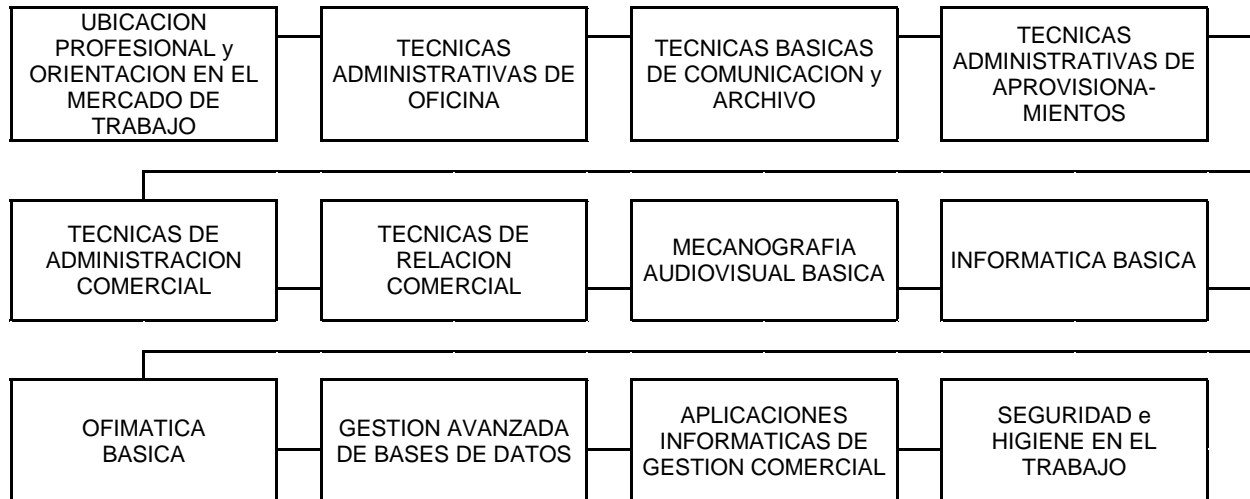 UBICACION
PROFESIONAL y
ORIENTACION EN EL
MERCADO DE
TRABAJO
TECNICAS
ADMINISTRATIVAS DE
OFICINA
TECNICAS BASICAS
DE COMUNICACION y
ARCHIVO
TECNICAS
ADMINISTRATIVAS DE
APROVISIONA-
MIENTOS
TECNICAS DE
ADMINISTRACION
COMERCIAL
TECNICAS DE
RELACION
COMERCIAL
MECANOGRAFIA
AUDIOVISUAL BASICA
INFORMATICA BASICA
OFIMATICA
BASICA
GESTION AVANZADA
DE BASES DE DATOS
APLICACIONES
INFORMATICAS DE
GESTION COMERCIAL
SEGURIDAD e
HIGIENE EN EL
TRABAJO